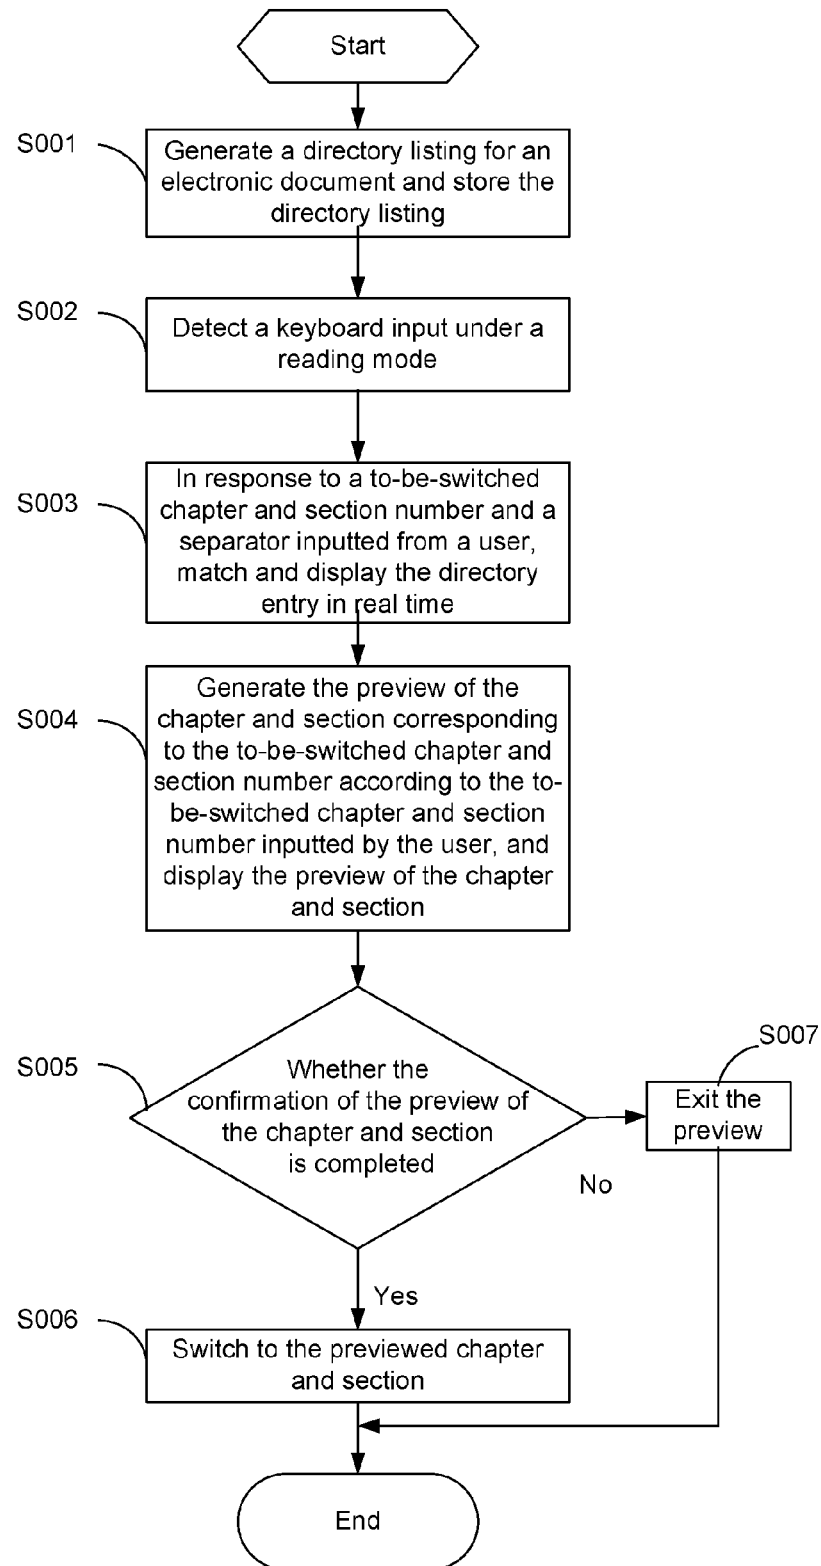 Start
S001
Generate a directory listing for an
electronic document and store the
directory listing
S002
Detect a keyboard input under a
reading mode
S003
In response to a to-be-switched
chapter and section number and a
separator inputted from a user,
match and display the directory
entry in real time
S004
Generate the preview of the
chapter and section corresponding
to the to-be-switched chapter and
section number according to the to-
be-switched chapter and section
number inputted by the user, and
display the preview of the chapter
and section
S005
Whether the
confirmation of the preview of
the chapter and section
is completed
S007
Exit the
preview
No
Yes
S006
Switch to the previewed chapter
and section
End